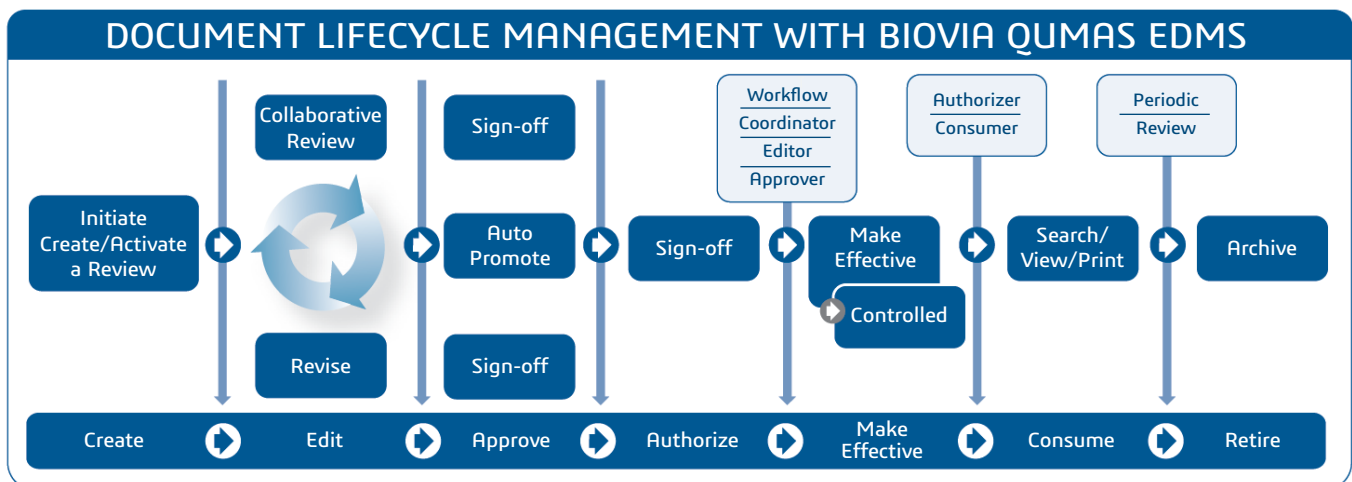 DOCUMENT LIFECYCLE MANAGEMENT WITH BIOVIA QUMAS EDMS
Workflow
Coordinator
Editor
Approver
Authorizer
Consumer
Periodic
Review
Collaborative
Review
Sign-off
Initiate
Create/Activate
a Review
Auto
Promote
Sign-off
Make
Effective
Controlled
Search/
View/Print
Archive
Revise
Sign-off
Create
Edit
Approve
Authorize
Make
Effective
Consume
Retire